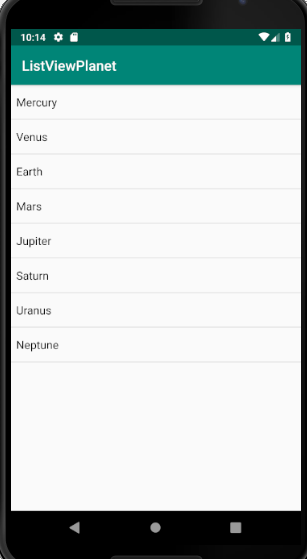 10:14
ListViewPlanet
Mercury
Venus
Earth
Mars
Jupiter
Saturn
Uranus
Neptune